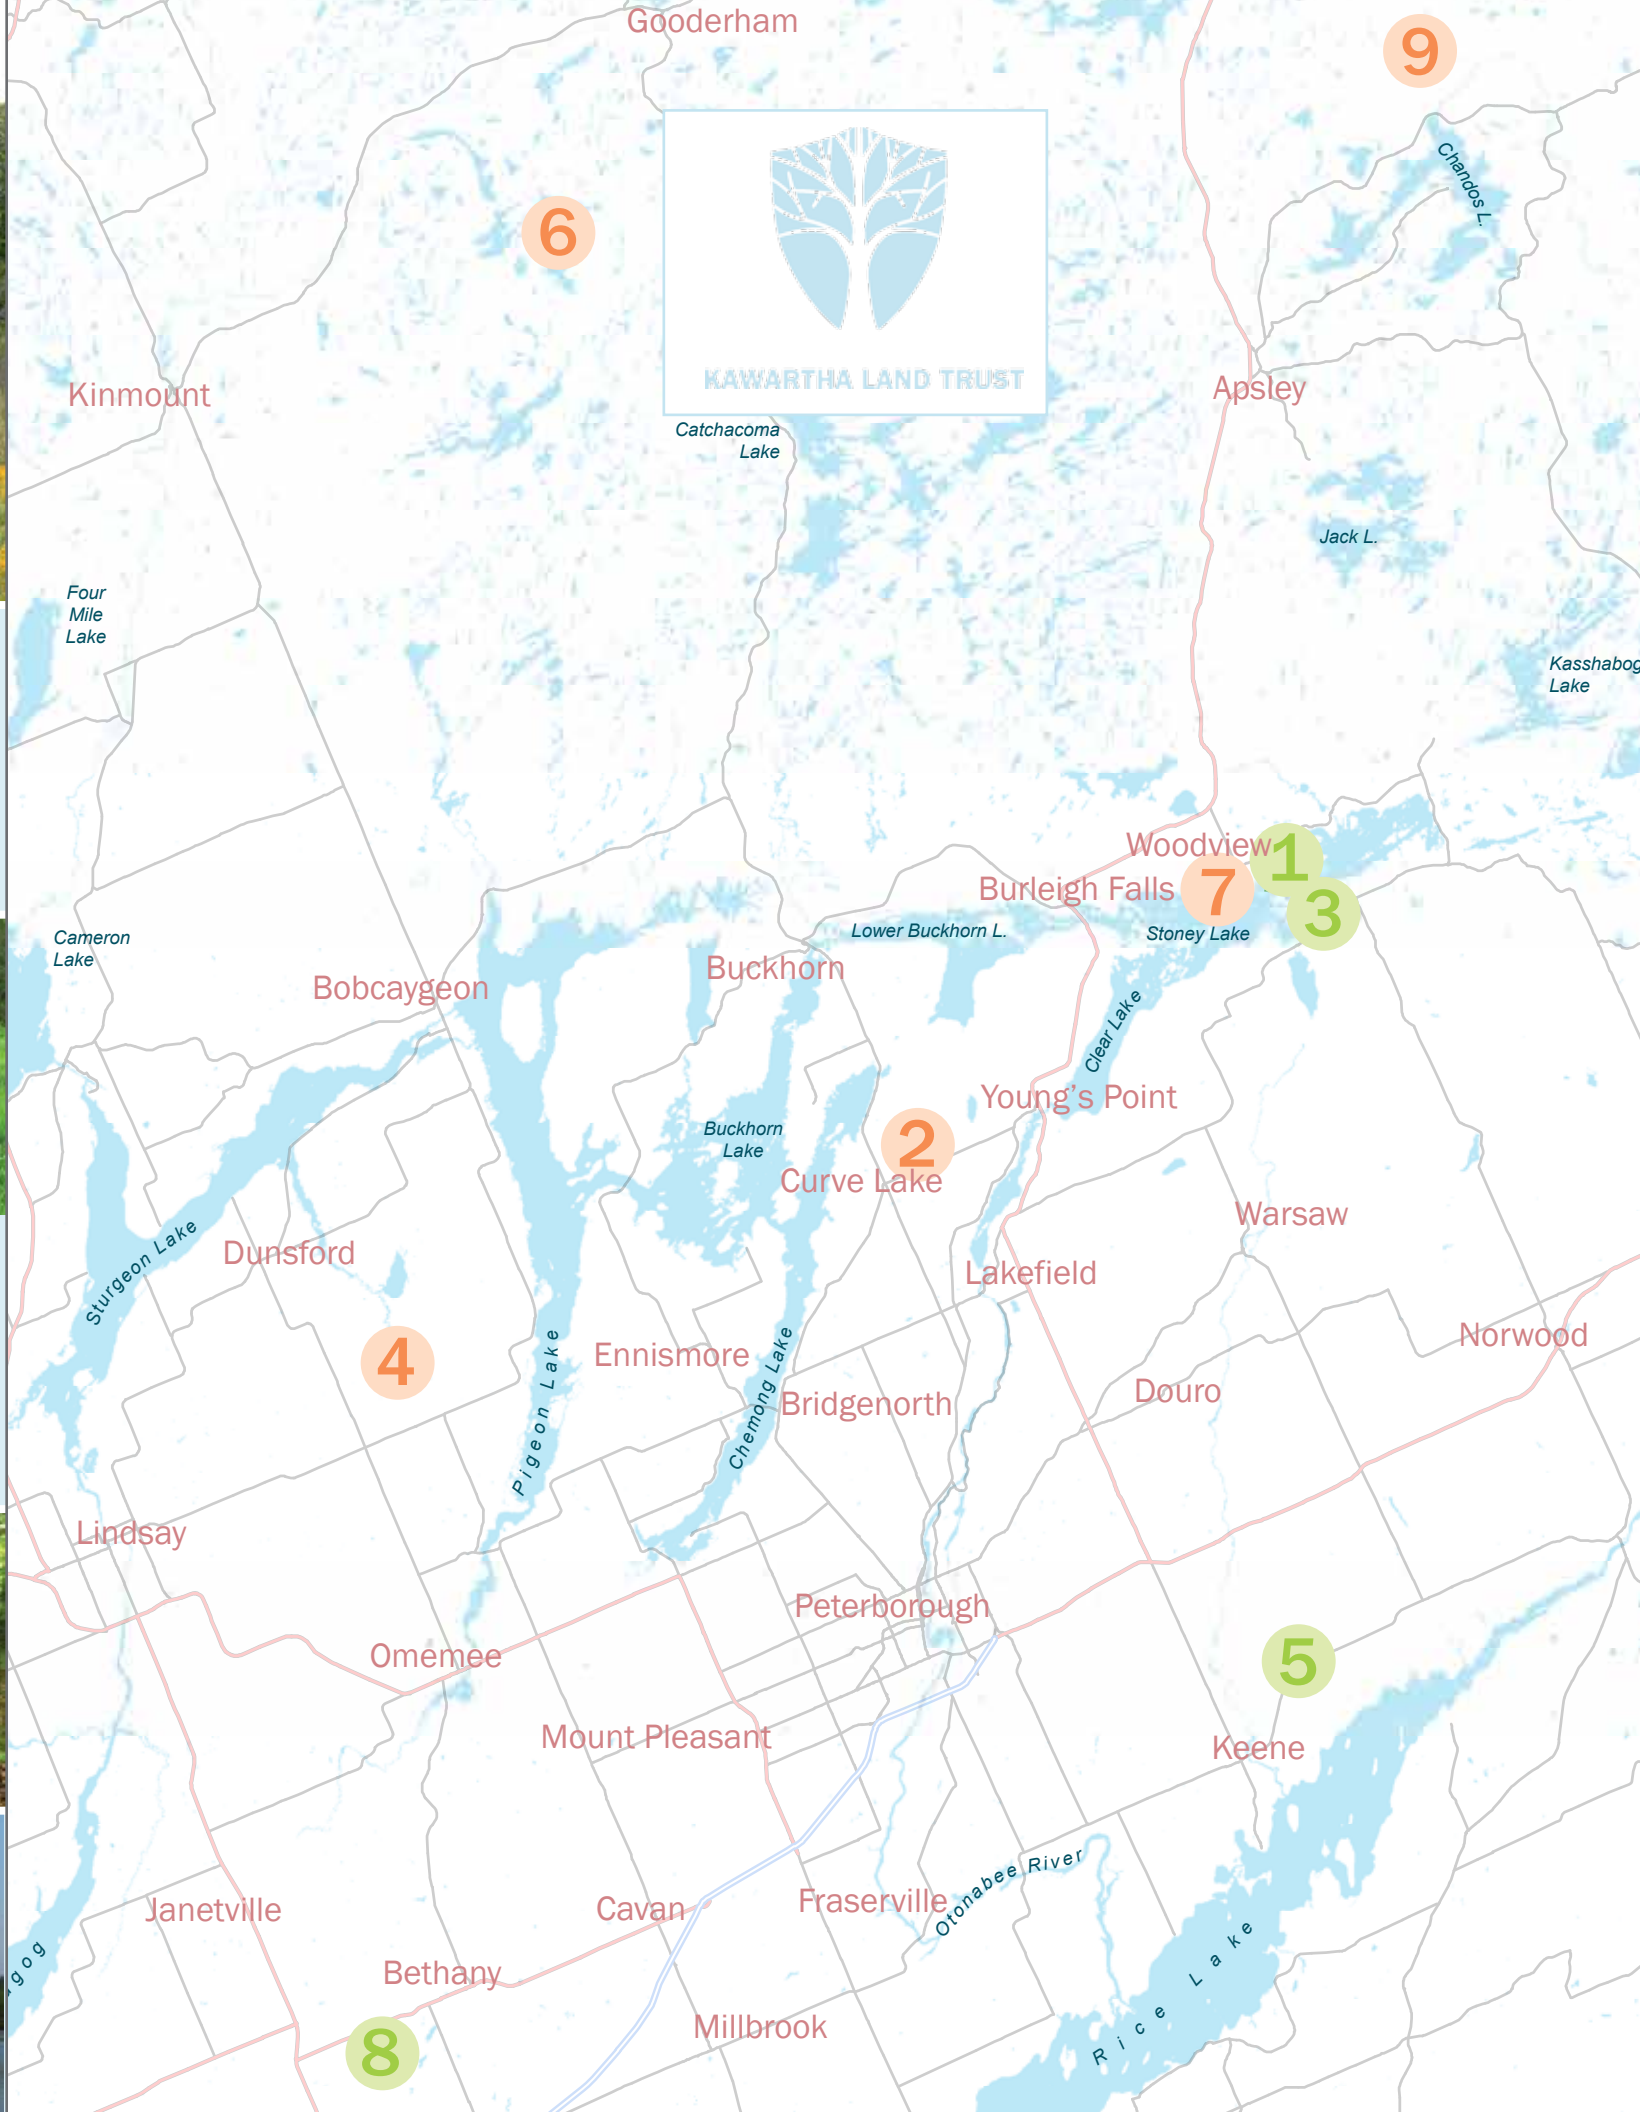 Gooderham
9
Chandos L.
6
KAWARTHA LAND TRUST
Kinmount
Apsley
Catchacoma
Lake
Jack L.
Four
Mile
Lake
Kasshabog
Lake
Woodview
1
Burleigh Falls
7
3
Lower Buckhorn L.
Stoney Lake
Cameron
Lake
Buckhorn
Bobcaygeon
Clear Lake
Young's Point
Buckhorn
Lake
2
Curve Lake
Warsaw
Sturgeon Lake
Dunsford
Lakefield
Norwood
4
Pigeon Lake
Ennismore
Chemong Lake
Bridgenorth
Douro
Lindsay
Peterborough
Omemee
5
Mount Pleasant
Keene
Otonabee River
Janetville
Cavan
Fraserville
gog
Bethany
Rice Lake
Millbrook
8